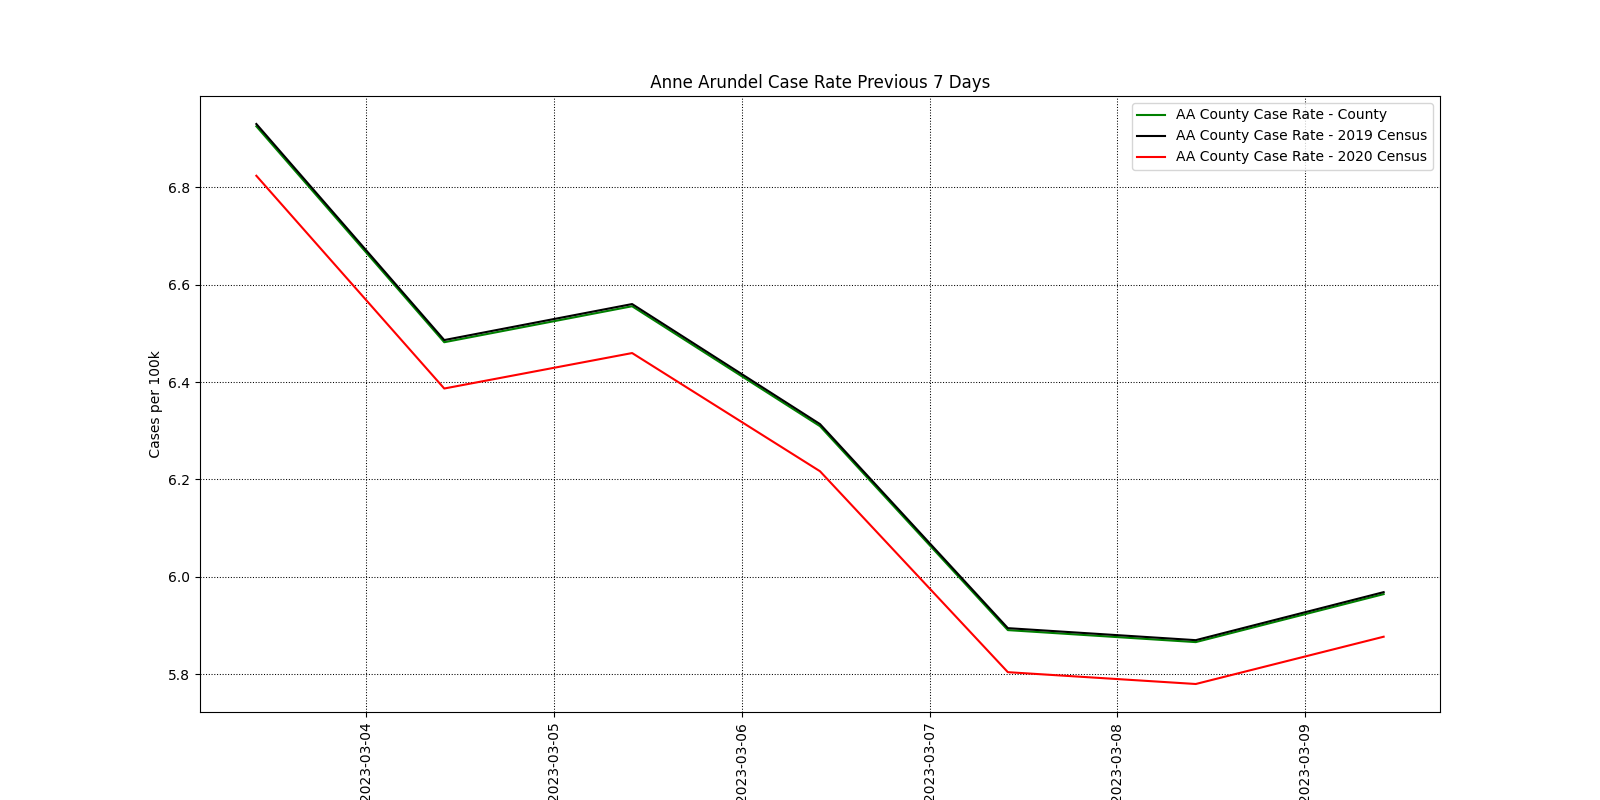 Anne Arundel Case Rate Previous 7 Days
AA County Case Rate - County
AA County Case Rate - 2019 Census
AA County Case Rate - 2020 Census
Cases per 100k
6.8
6.6
6.4
6.2
6.0
5.8
2023-03-04
2023-03-05
2023-03-06
2023-03-07
2023-03-08
2023-03-09